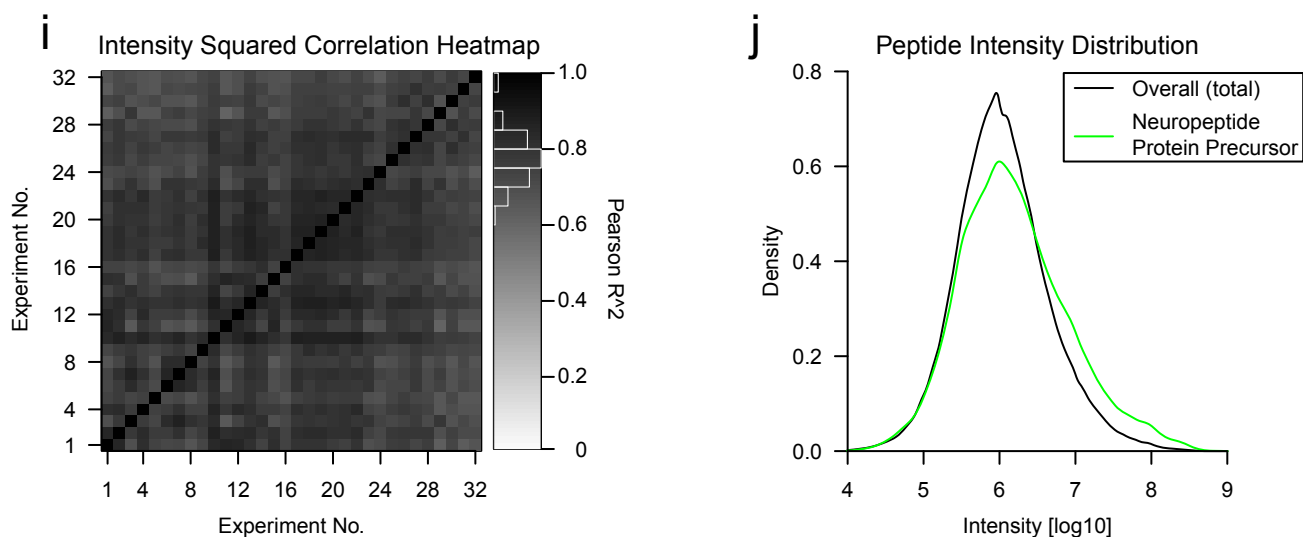 i
Intensity Squared Correlation Heatmap
32
28
24
20
16
12
8
4
1
Experiment No.
1 4 8 12 16 20 24 28 32
Experiment No.
1.0
0.8
0.6
0.4
0.2
0
Pearson R^2
j
Peptide Intensity Distribution
0.8
0.6
0.4
0.2
0.0
Density
4 5 6 7 8 9
Intensity [log10]
Overall (total)
Neuropeptide
Protein Precursor